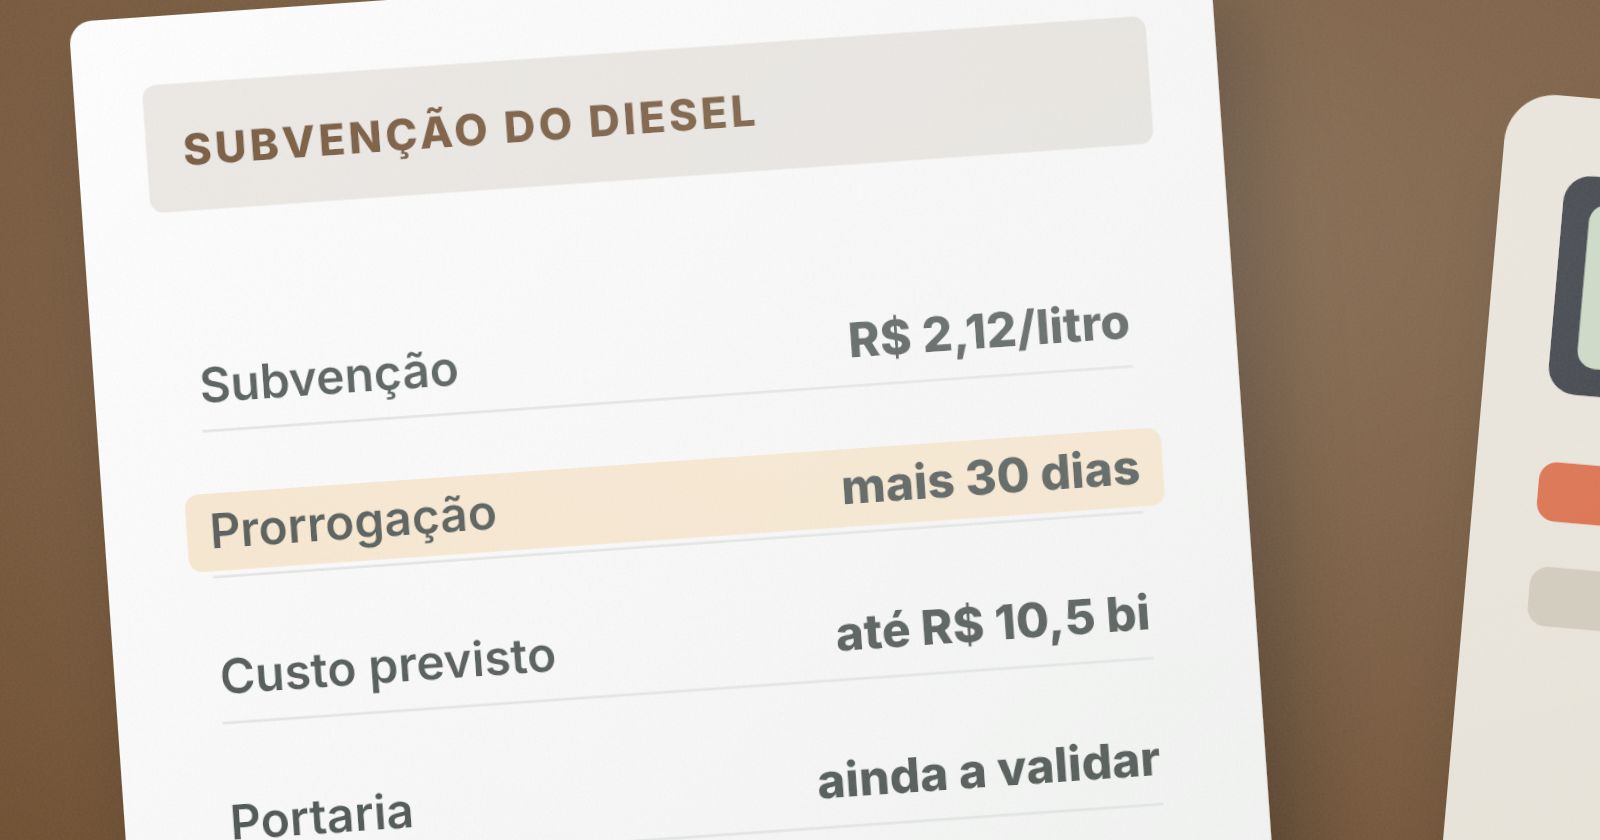 SUBVENÇÃO DO DIESEL
Subvenção R$ 2,12/litro
Prorrogação mais 30 dias
Custo previsto até R$ 10,5 bi
Portaria ainda a validar